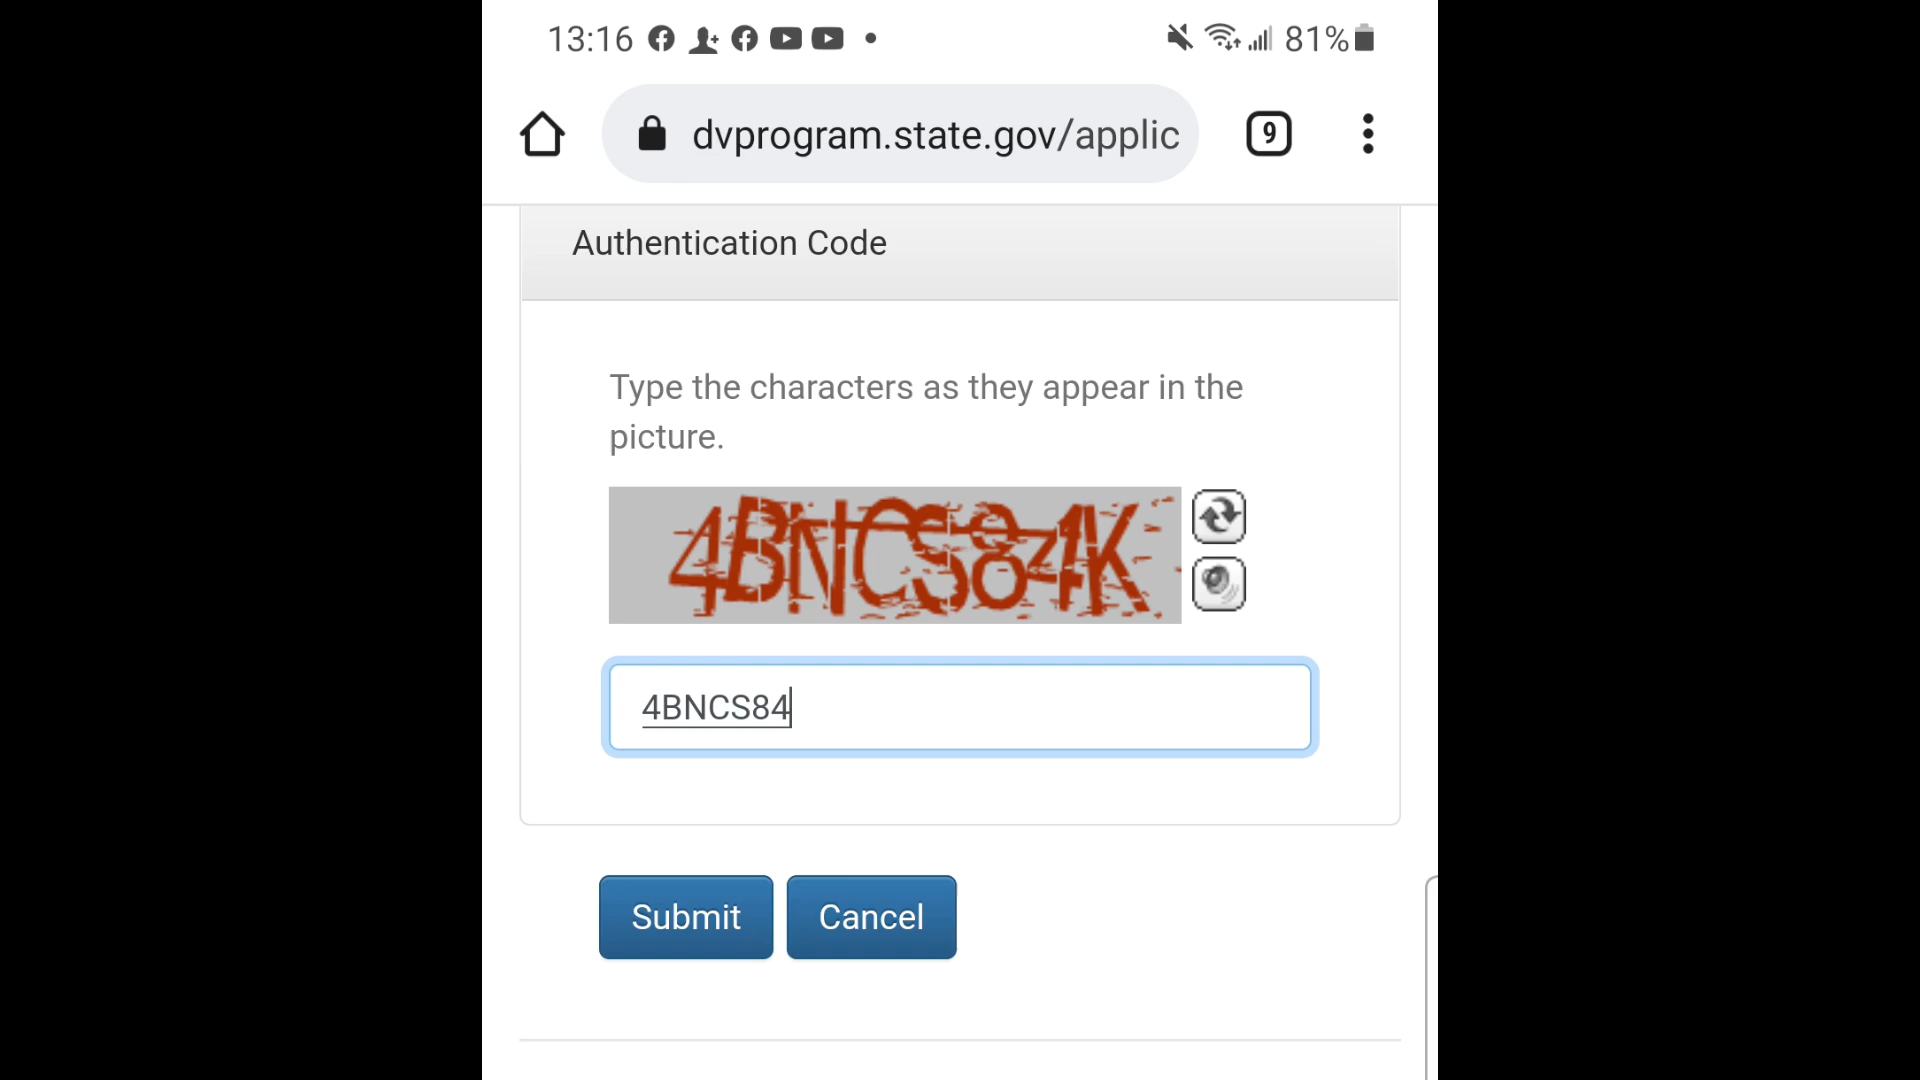 13:16 81%
dvprogram.state.gov/applic 9
Authentication Code
Type the characters as they appear in the
picture.
4BNCS84K
4BNCS84
Submit Cancel